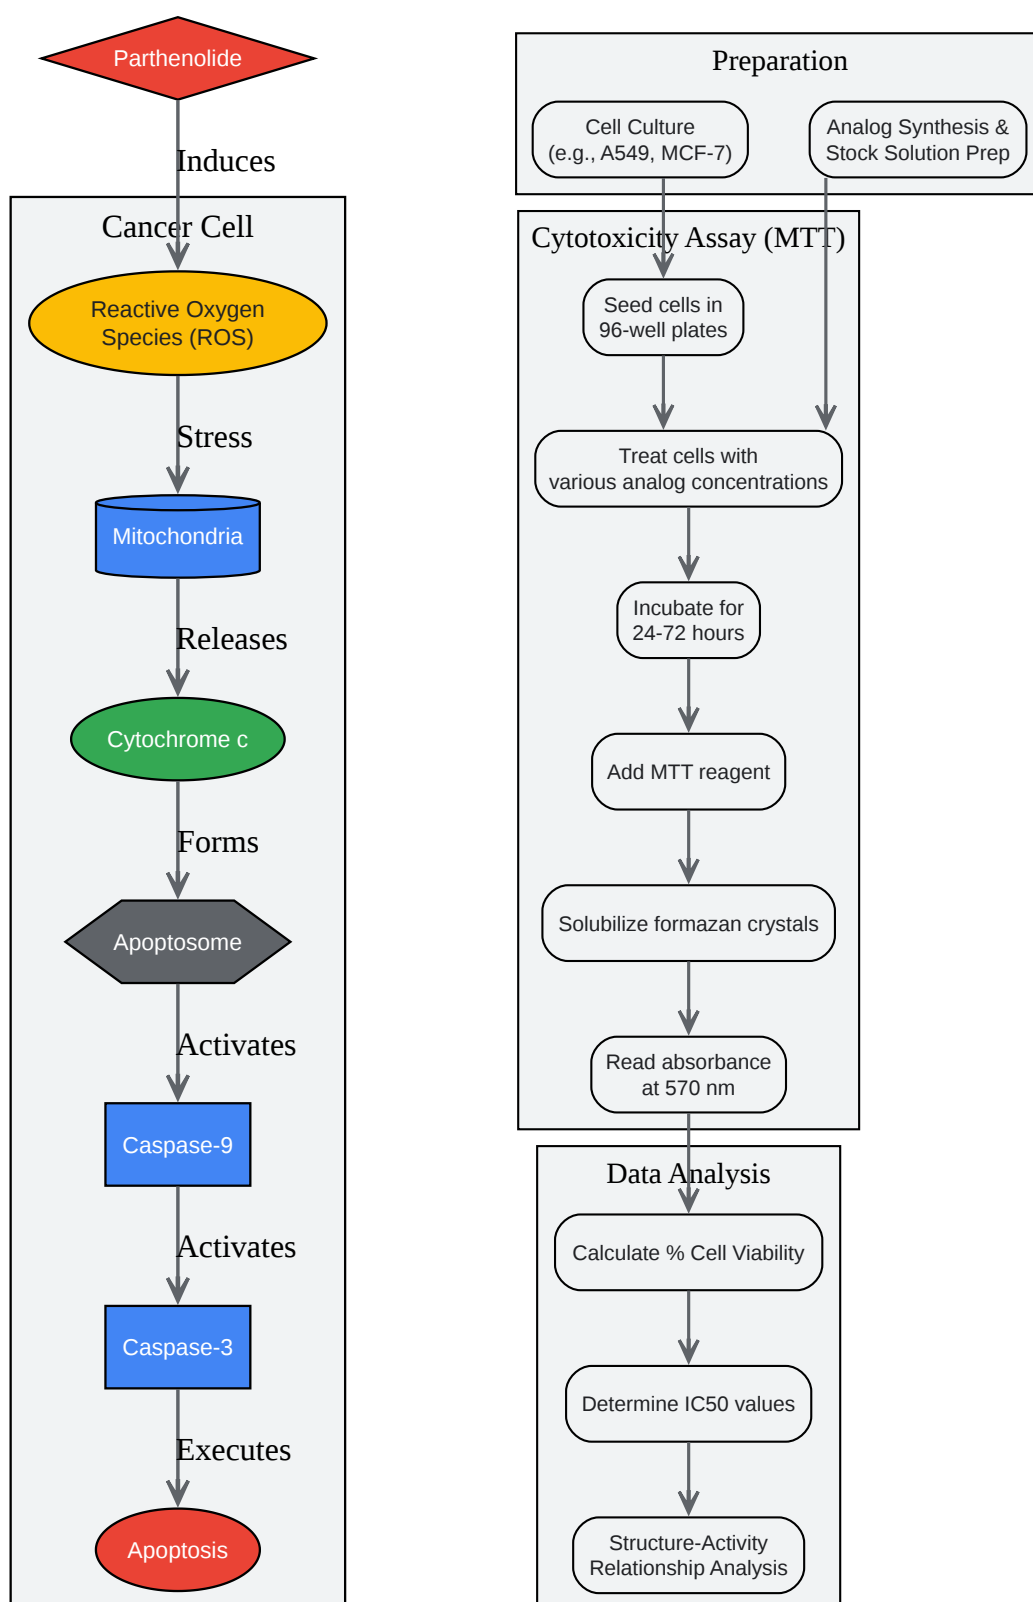 Parthenolide
Induces
Cancer Cell
Reactive Oxygen
Species (ROS)
Stress
Mitochondria
Releases
Cytochrome c
Forms
Apoptosome
Activates
Caspase-9
Activates
Caspase-3
Executes
Apoptosis
Preparation
Cell Culture
(e.g., A549, MCF-7)
Analog Synthesis &
Stock Solution Prep
Cytotoxicity Assay (MTT)
Seed cells in
96-well plates
Treat cells with
various analog concentrations
Incubate for
24-72 hours
Add MTT reagent
Solubilize formazan crystals
Read absorbance
at 570 nm
Data Analysis
Calculate % Cell Viability
Determine IC50 values
Structure-Activity
Relationship Analysis